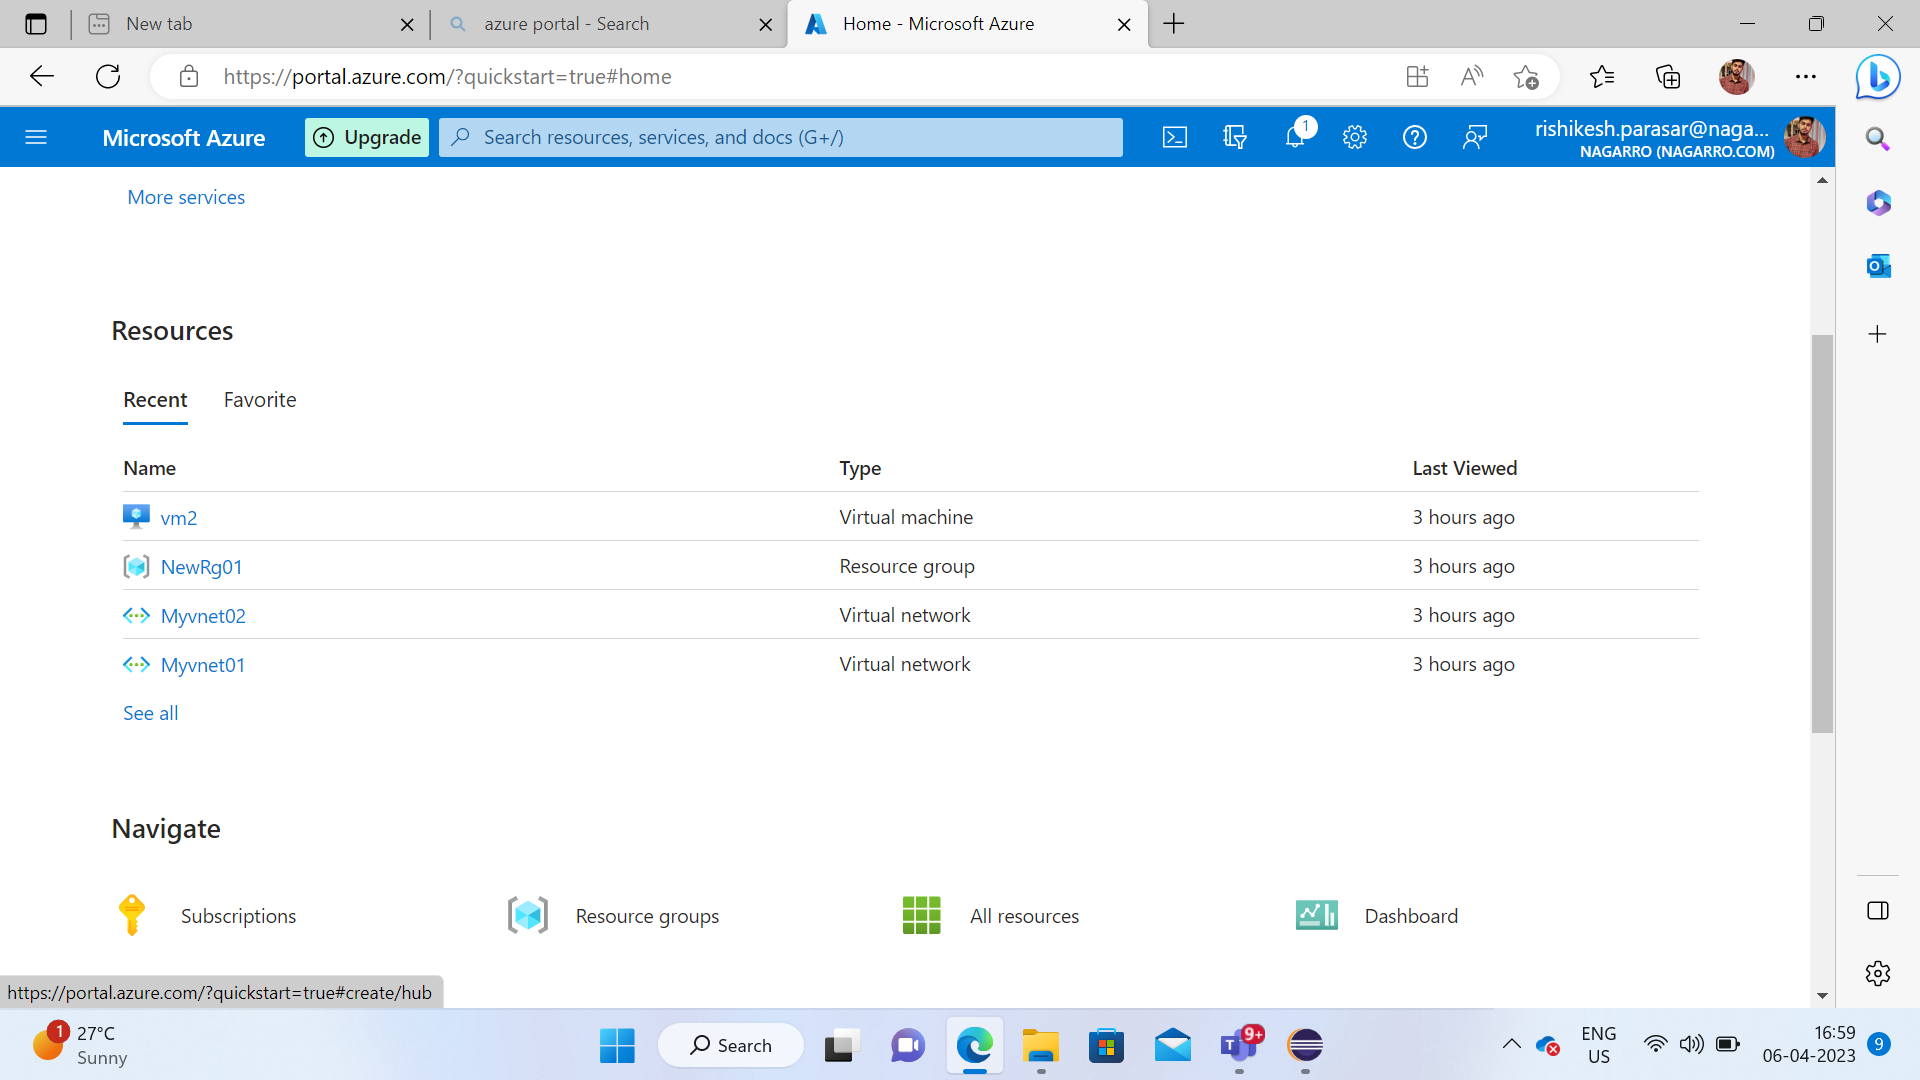 New tab
azure portal - Search
Home - Microsoft Azure
https://portal.azure.com/?quickstart=true#home
Microsoft Azure
Upgrade
Search resources, services, and docs (G+/)
1
rishikesh.parasar@naga...
NAGARRO (NAGARRO.COM)
More services
Resources
Recent
Favorite
Name
Type
Last Viewed
vm2
Virtual machine
3 hours ago
NewRg01
Resource group
3 hours ago
Myvnet02
Virtual network
3 hours ago
Myvnet01
Virtual network
3 hours ago
See all
Navigate
Subscriptions
Resource groups
All resources
Dashboard
https://portal.azure.com/?quickstart=true#create/hub
1
27°C
Sunny
Search
9+
ENG
US
16:59
06-04-2023
9